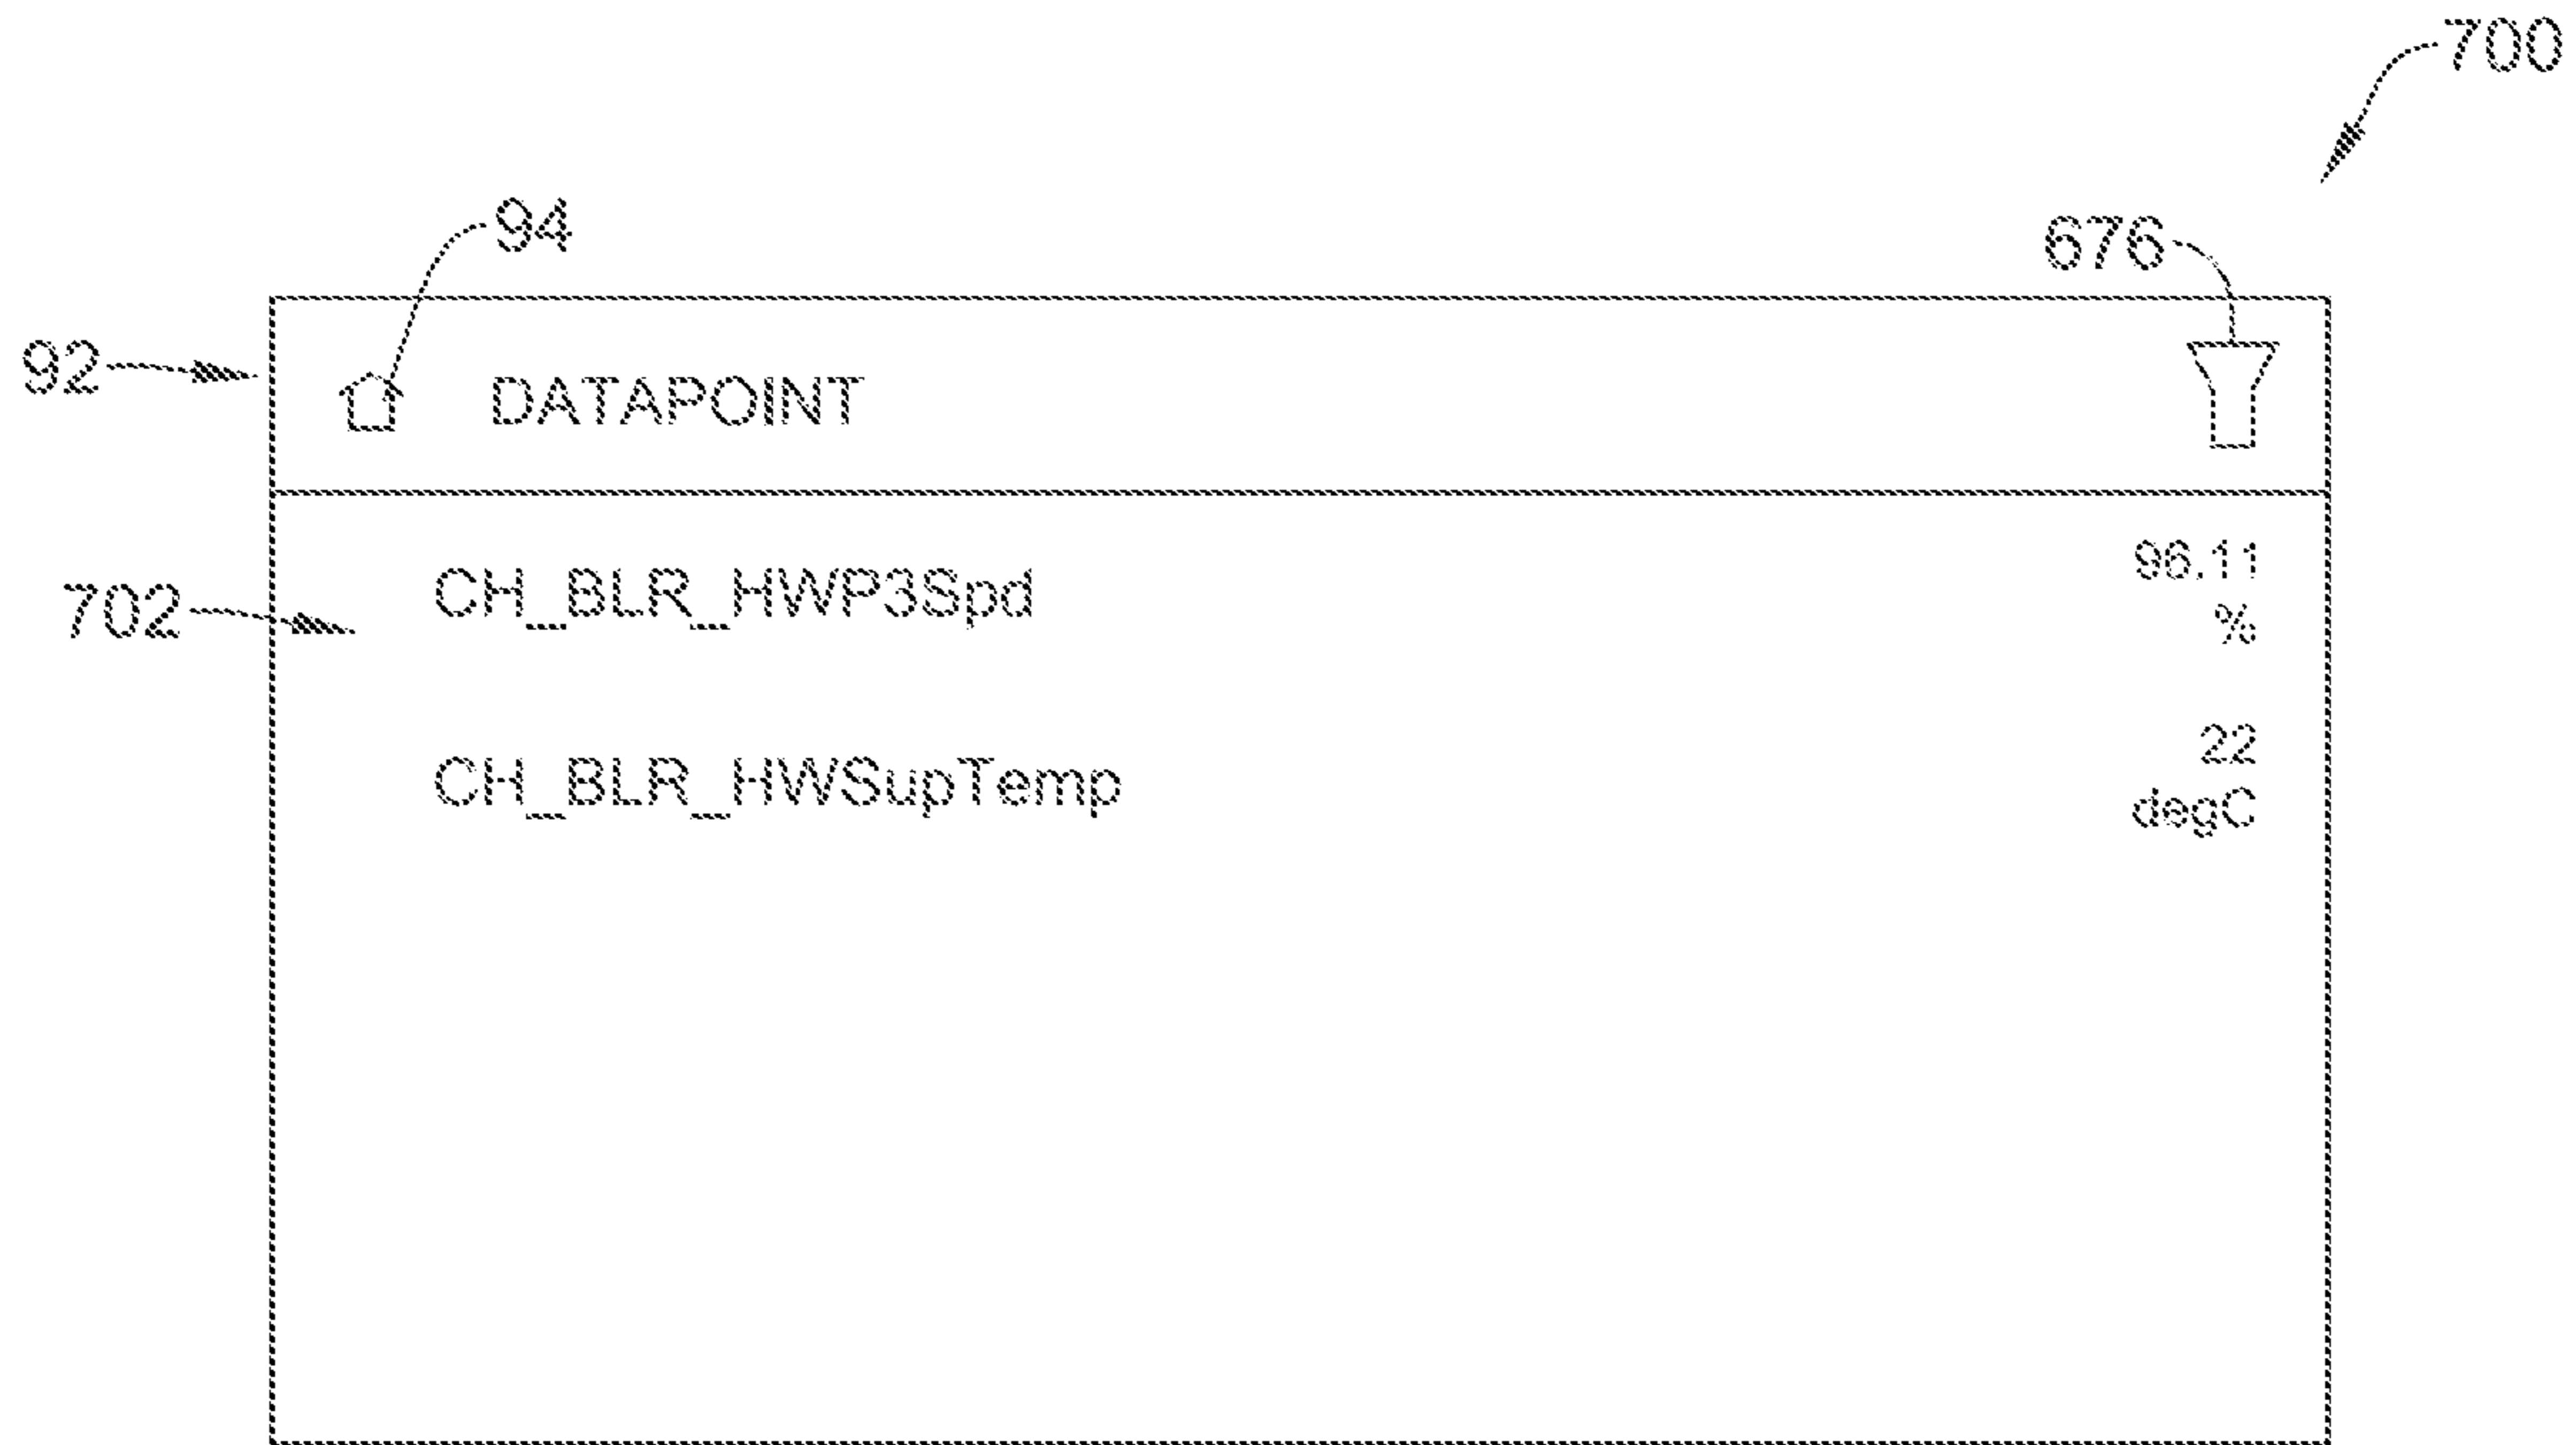 700
94
676
92
DATAPOINT
702
CH_BLR_HWP3Spd
96.11
%
CH_BLR_HWSupTemp
22
degC